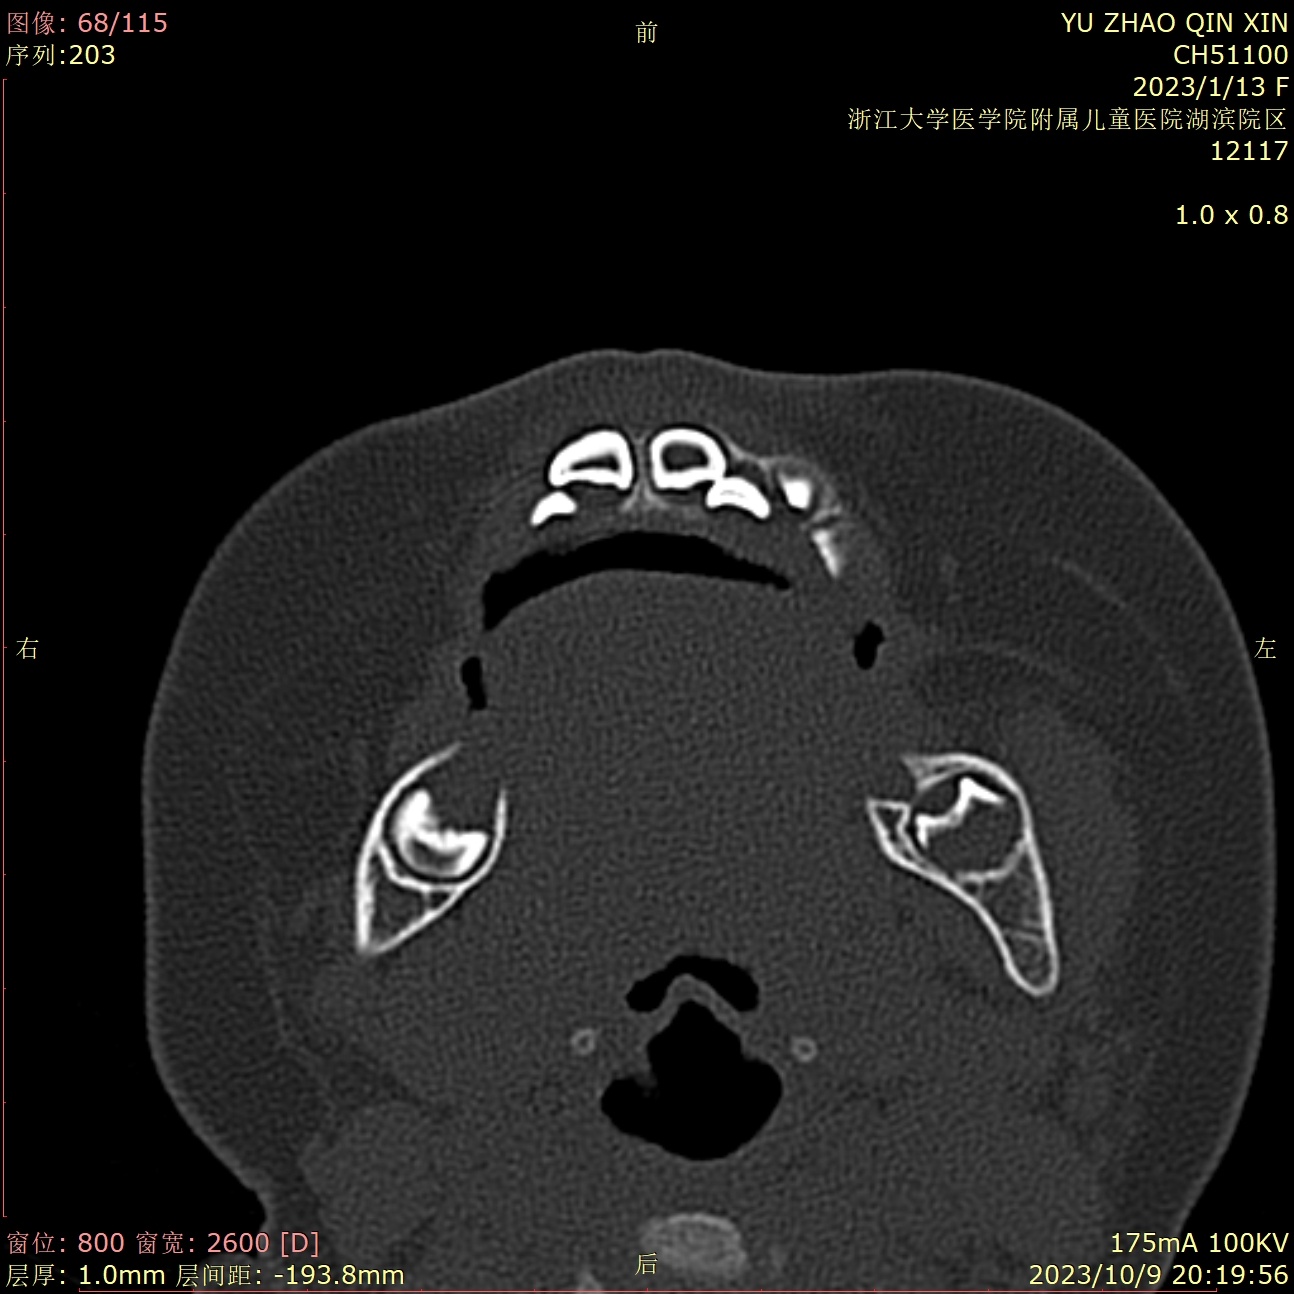 图像: 68/115
序列:203
前
YU ZHAO QIN XIN
CH51100
2023/1/13 F
浙江大学医学院附属儿童医院湖滨院区
12117
1.0 x 0.8
右
左
窗位: 800 窗宽: 2600 [D]
层厚: 1.0mm 层间距: -193.8mm
后
175mA 100KV
2023/10/9 20:19:56